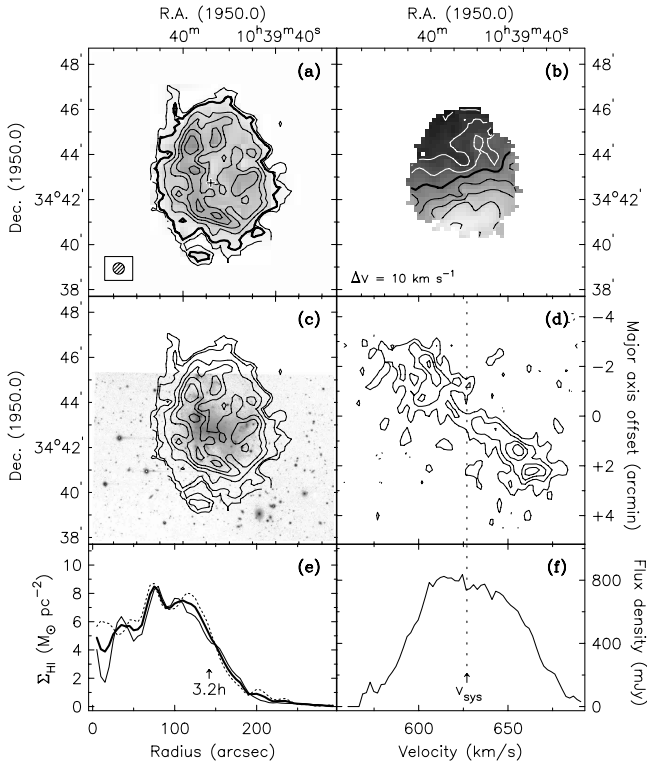 R.A. (1950.0)
R.A. (1950.0)
40ᵐ 10ʰ39ᵐ40ˢ
40ᵐ 10ʰ39ᵐ40ˢ
(a)
(b)
48'
46'
44'
34°42'
40'
38'
Dec. (1950.0)
48'
46'
44'
34°42'
40'
38'
ΔV = 10 km s⁻¹
(c)
(d)
48'
46'
44'
34°42'
40'
38'
Dec. (1950.0)
−4
−2
0
+2
+4
Major axis offset (arcmin)
(e)
(f)
10
8
6
4
2
0
Σ_HI (M_⊙ pc⁻²)
3.2h
V_sys
800
400
0
Flux density (mJy)
0 100 200
600 650
Radius (arcsec)
Velocity (km/s)